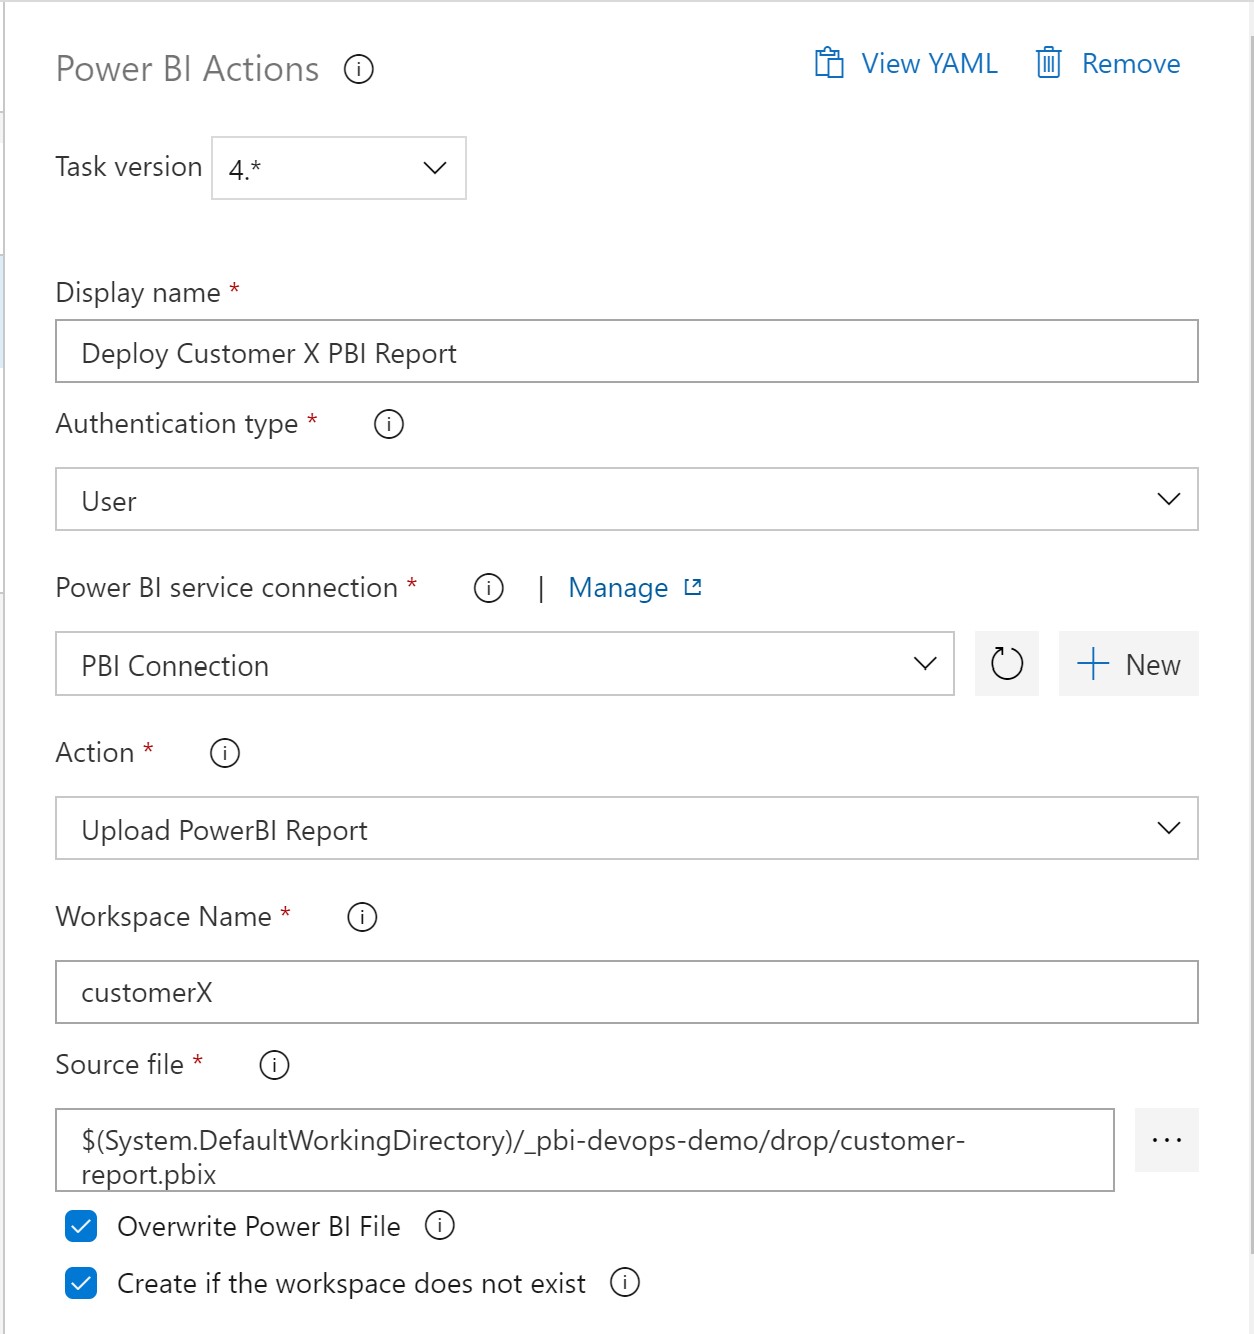 Power BI Actions
View YAML
Remove
Task version
4.*
Display name *
Deploy Customer X PBI Report
Authentication type *
User
Power BI service connection *
|
Manage
PBI Connection
New
Action *
Upload PowerBI Report
Workspace Name *
customerX
Source file *
$(System.DefaultWorkingDirectory)/_pbi-devops-demo/drop/customer-
report.pbix
...
Overwrite Power BI File
Create if the workspace does not exist